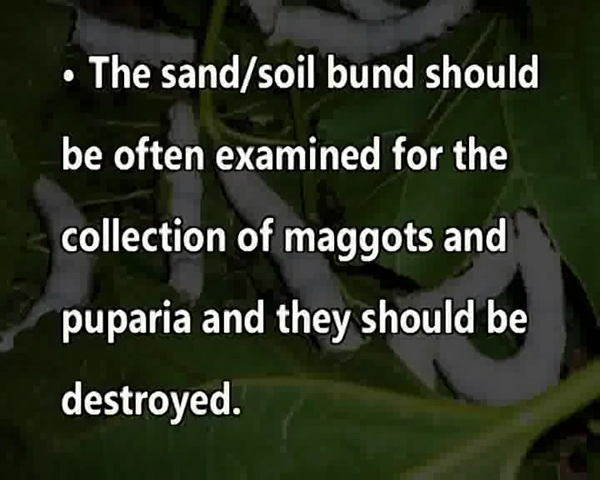 • The sand/soil bund should
be often examined for the
collection of maggots and
puparia and they should be
destroyed.